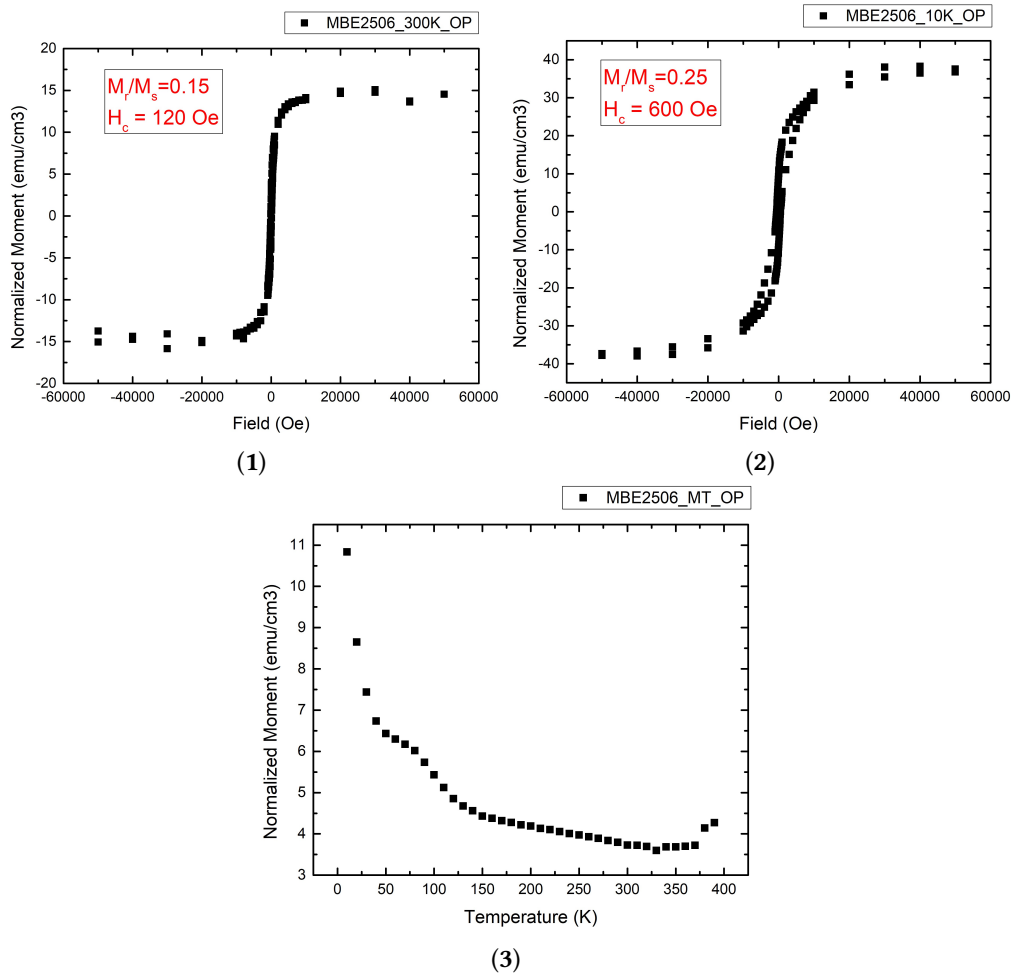 MBE2506_300K_OP
Mr/Ms=0.15
Hc = 120 Oe
20
15
10
5
0
-5
-10
-15
-20
Normalized Moment (emu/cm3)
-60000 -40000 -20000 0 20000 40000 60000
Field (Oe)
(1)
MBE2506_10K_OP
Mr/Ms=0.25
Hc = 600 Oe
40
30
20
10
0
-10
-20
-30
-40
Normalized Moment (emu/cm3)
-60000 -40000 -20000 0 20000 40000 60000
Field (Oe)
(2)
MBE2506_MT_OP
11
10
9
8
7
6
5
4
3
Normalized Moment (emu/cm3)
0 50 100 150 200 250 300 350 400
Temperature (K)
(3)